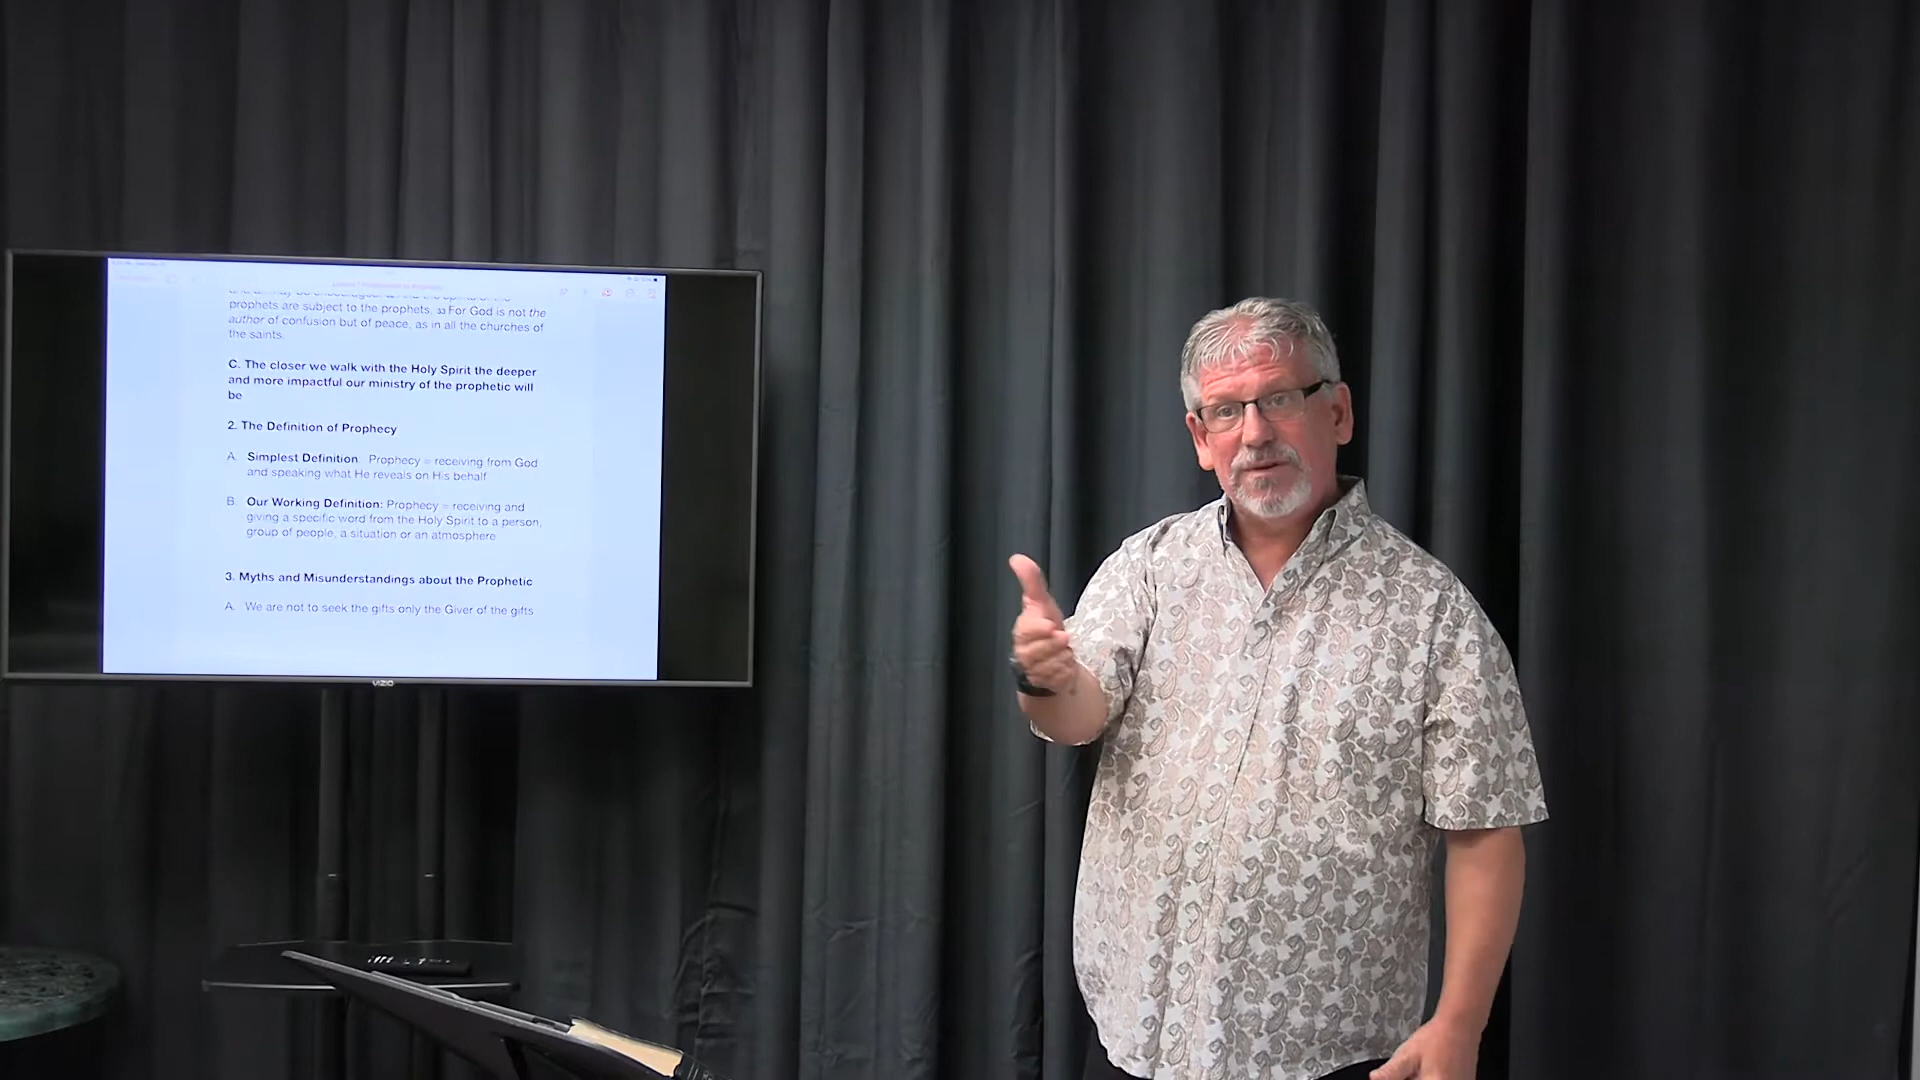 prophets are subject to the prophets. 33 For God is not the
author of confusion but of peace, as in all the churches of
the saints.
C. The closer we walk with the Holy Spirit the deeper
and more impactful our ministry of the prophetic will
be
2. The Definition of Prophecy
A. Simplest Definition Prophecy = receiving from God
and speaking what He reveals on His behalf
B. Our Working Definition: Prophecy = receiving and
giving a specific word from the Holy Spirit to a person,
group of people, a situation or an atmosphere
3. Myths and Misunderstandings about the Prophetic
A. We are not to seek the gifts only the Giver of the gifts
VIZIO